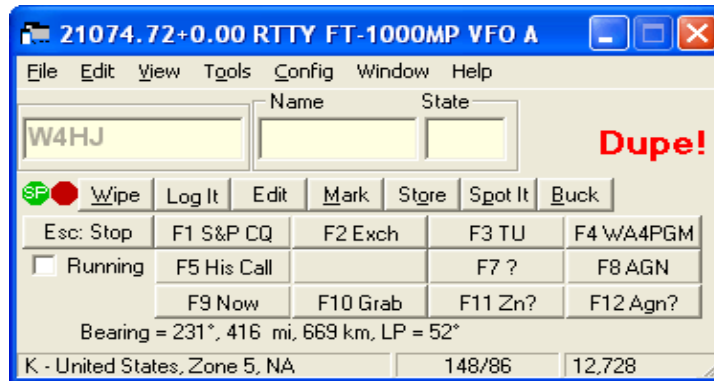 21074.72+0.00 RTTY FT-1000MP VFO A
File Edit View Tools Config Window Help
Name State
W4HJ
Dupe!
SP Wipe Log It Edit Mark Store Spot It Buck
Esc: Stop F1 S&P CQ F2 Exch F3 TU F4 WA4PGM
Running F5 His Call F7 ? F8 AGN
F9 Now F10 Grab F11 Zn? F12 Agn?
Bearing = 231°, 416 mi, 669 km, LP = 52°
K - United States, Zone 5, NA 148/86 12,728